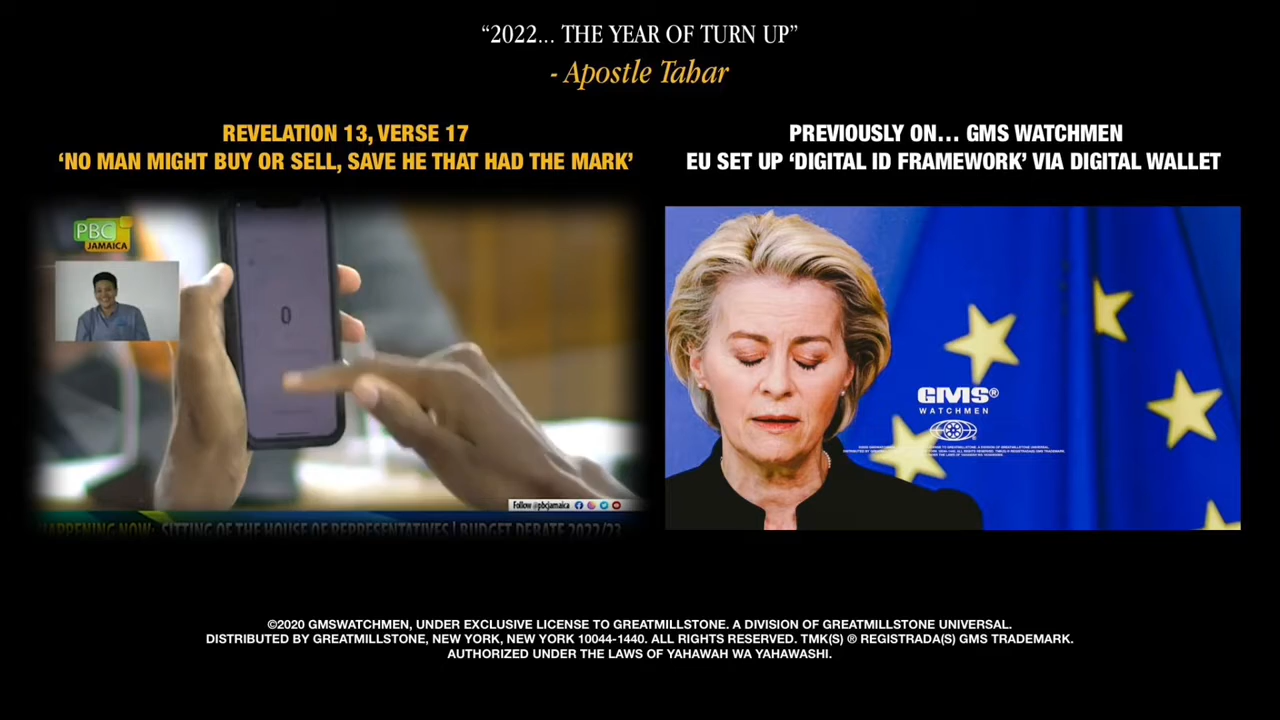 “2022... THE YEAR OF TURN UP”
- Apostle Tahar
REVELATION 13, VERSE 17
‘NO MAN MIGHT BUY OR SELL, SAVE HE THAT HAD THE MARK’
PREVIOUSLY ON... GMS WATCHMEN
EU SET UP ‘DIGITAL ID FRAMEWORK’ VIA DIGITAL WALLET
PBC
JAMAICA
0
Follow @pbcjamaica
HAPPENING NOW: SITTING OF THE HOUSE OF REPRESENTATIVES | BUDGET DEBATE 2022/23
GMS®
WATCHMEN
©2020 GMSWATCHMEN, UNDER EXCLUSIVE LICENSE TO GREATMILLSTONE. A DIVISION OF GREATMILLSTONE UNIVERSAL.
DISTRIBUTED BY GREATMILLSTONE, NEW YORK, NEW YORK 10044-1440. ALL RIGHTS RESERVED. TMK(S) ® REGISTRADA(S) GMS TRADEMARK.
AUTHORIZED UNDER THE LAWS OF YAHAWAH WA YAHAWASHI.